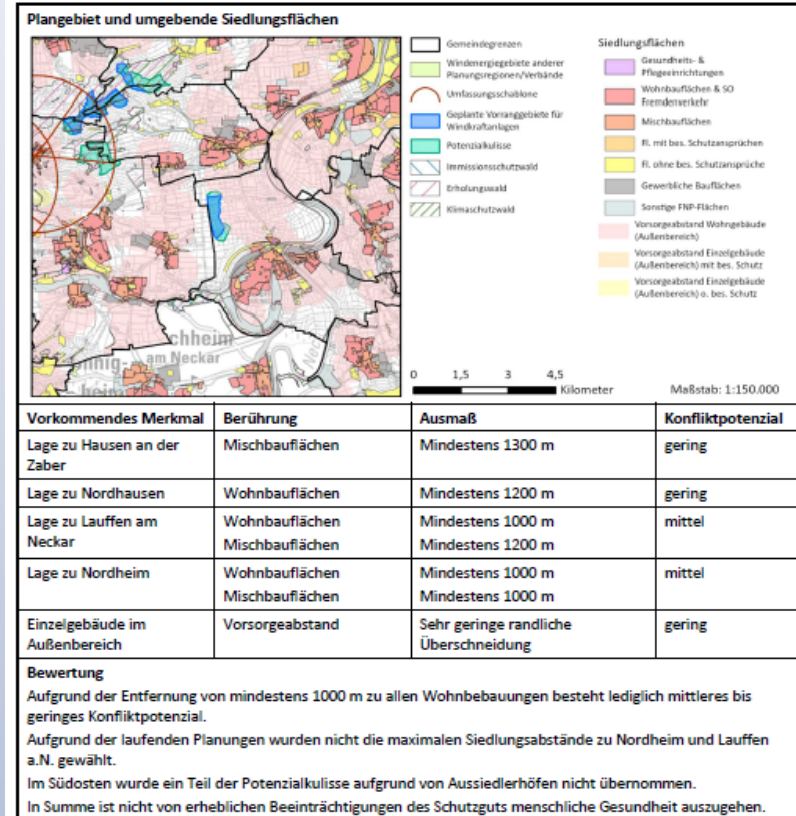 Plangebiet und umgebende Siedlungsflächen
chheim
am Neckar
Gemeindegrenzen
Windenergiegebiete anderer
Planungsregionen/Verbände
Umfassungsschablone
Geplante Vorranggebiete für
Windkraftanlagen
Potenzialkulisse
Immissionsschutzwald
Erholungswald
Klimaschutzwald
Siedlungsflächen
Gesundheits- &
Pflegeeinrichtungen
Wohnbauflächen & SO
Fremdenverkehr
Mischbauflächen
Fl. mit bes. Schutzansprüchen
Fl. ohne bes. Schutzansprüche
Gewerbliche Bauflächen
Sonstige FNP-Flächen
Vorsorgeabstand Wohngebäude
(Außenbereich)
Vorsorgeabstand Einzelgebäude
(Außenbereich) mit bes. Schutz
Vorsorgeabstand Einzelgebäude
(Außenbereich) o. bes. Schutz
0 1,5 3 4,5
Kilometer
Maßstab: 1:150.000
Vorkommendes Merkmal Berührung Ausmaß Konfliktpotenzial
Lage zu Hausen an der Mischbauflächen Mindestens 1300 m gering
Zaber
Lage zu Nordhausen Wohnbauflächen Mindestens 1200 m gering
Lage zu Lauffen am Wohnbauflächen Mindestens 1000 m mittel
Neckar Mischbauflächen Mindestens 1200 m
Lage zu Nordheim Wohnbauflächen Mindestens 1000 m mittel
Mischbauflächen Mindestens 1000 m
Einzelgebäude im Vorsorgeabstand Sehr geringe randliche gering
Außenbereich Überschneidung
Bewertung
Aufgrund der Entfernung von mindestens 1000 m zu allen Wohnbebauungen besteht lediglich mittleres bis
geringes Konfliktpotenzial.
Aufgrund der laufenden Planungen wurden nicht die maximalen Siedlungsabstände zu Nordheim und Lauffen
a.N. gewählt.
Im Südosten wurde ein Teil der Potenzialkulisse aufgrund von Aussiedlerhöfen nicht übernommen.
In Summe ist nicht von erheblichen Beeinträchtigungen des Schutzguts menschliche Gesundheit auszugehen.